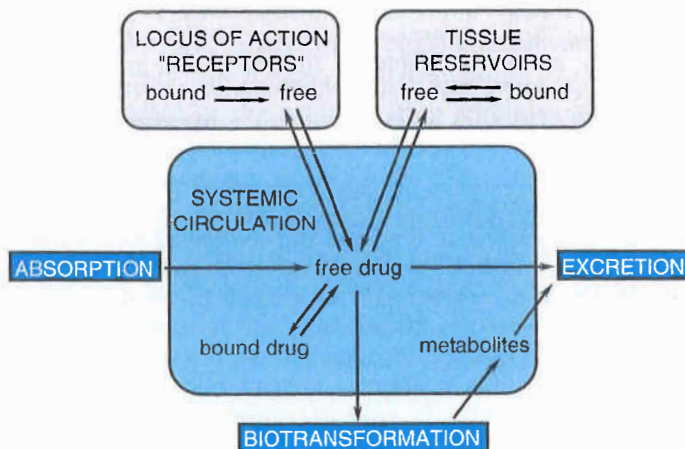 LOCUS OF ACTION
"RECEPTORS"
bound free
TISSUE
RESERVOIRS
free bound
SYSTEMIC
CIRCULATION
ABSORPTION
free drug
EXCRETION
bound drug
metabolites
BIOTRANSFORMATION